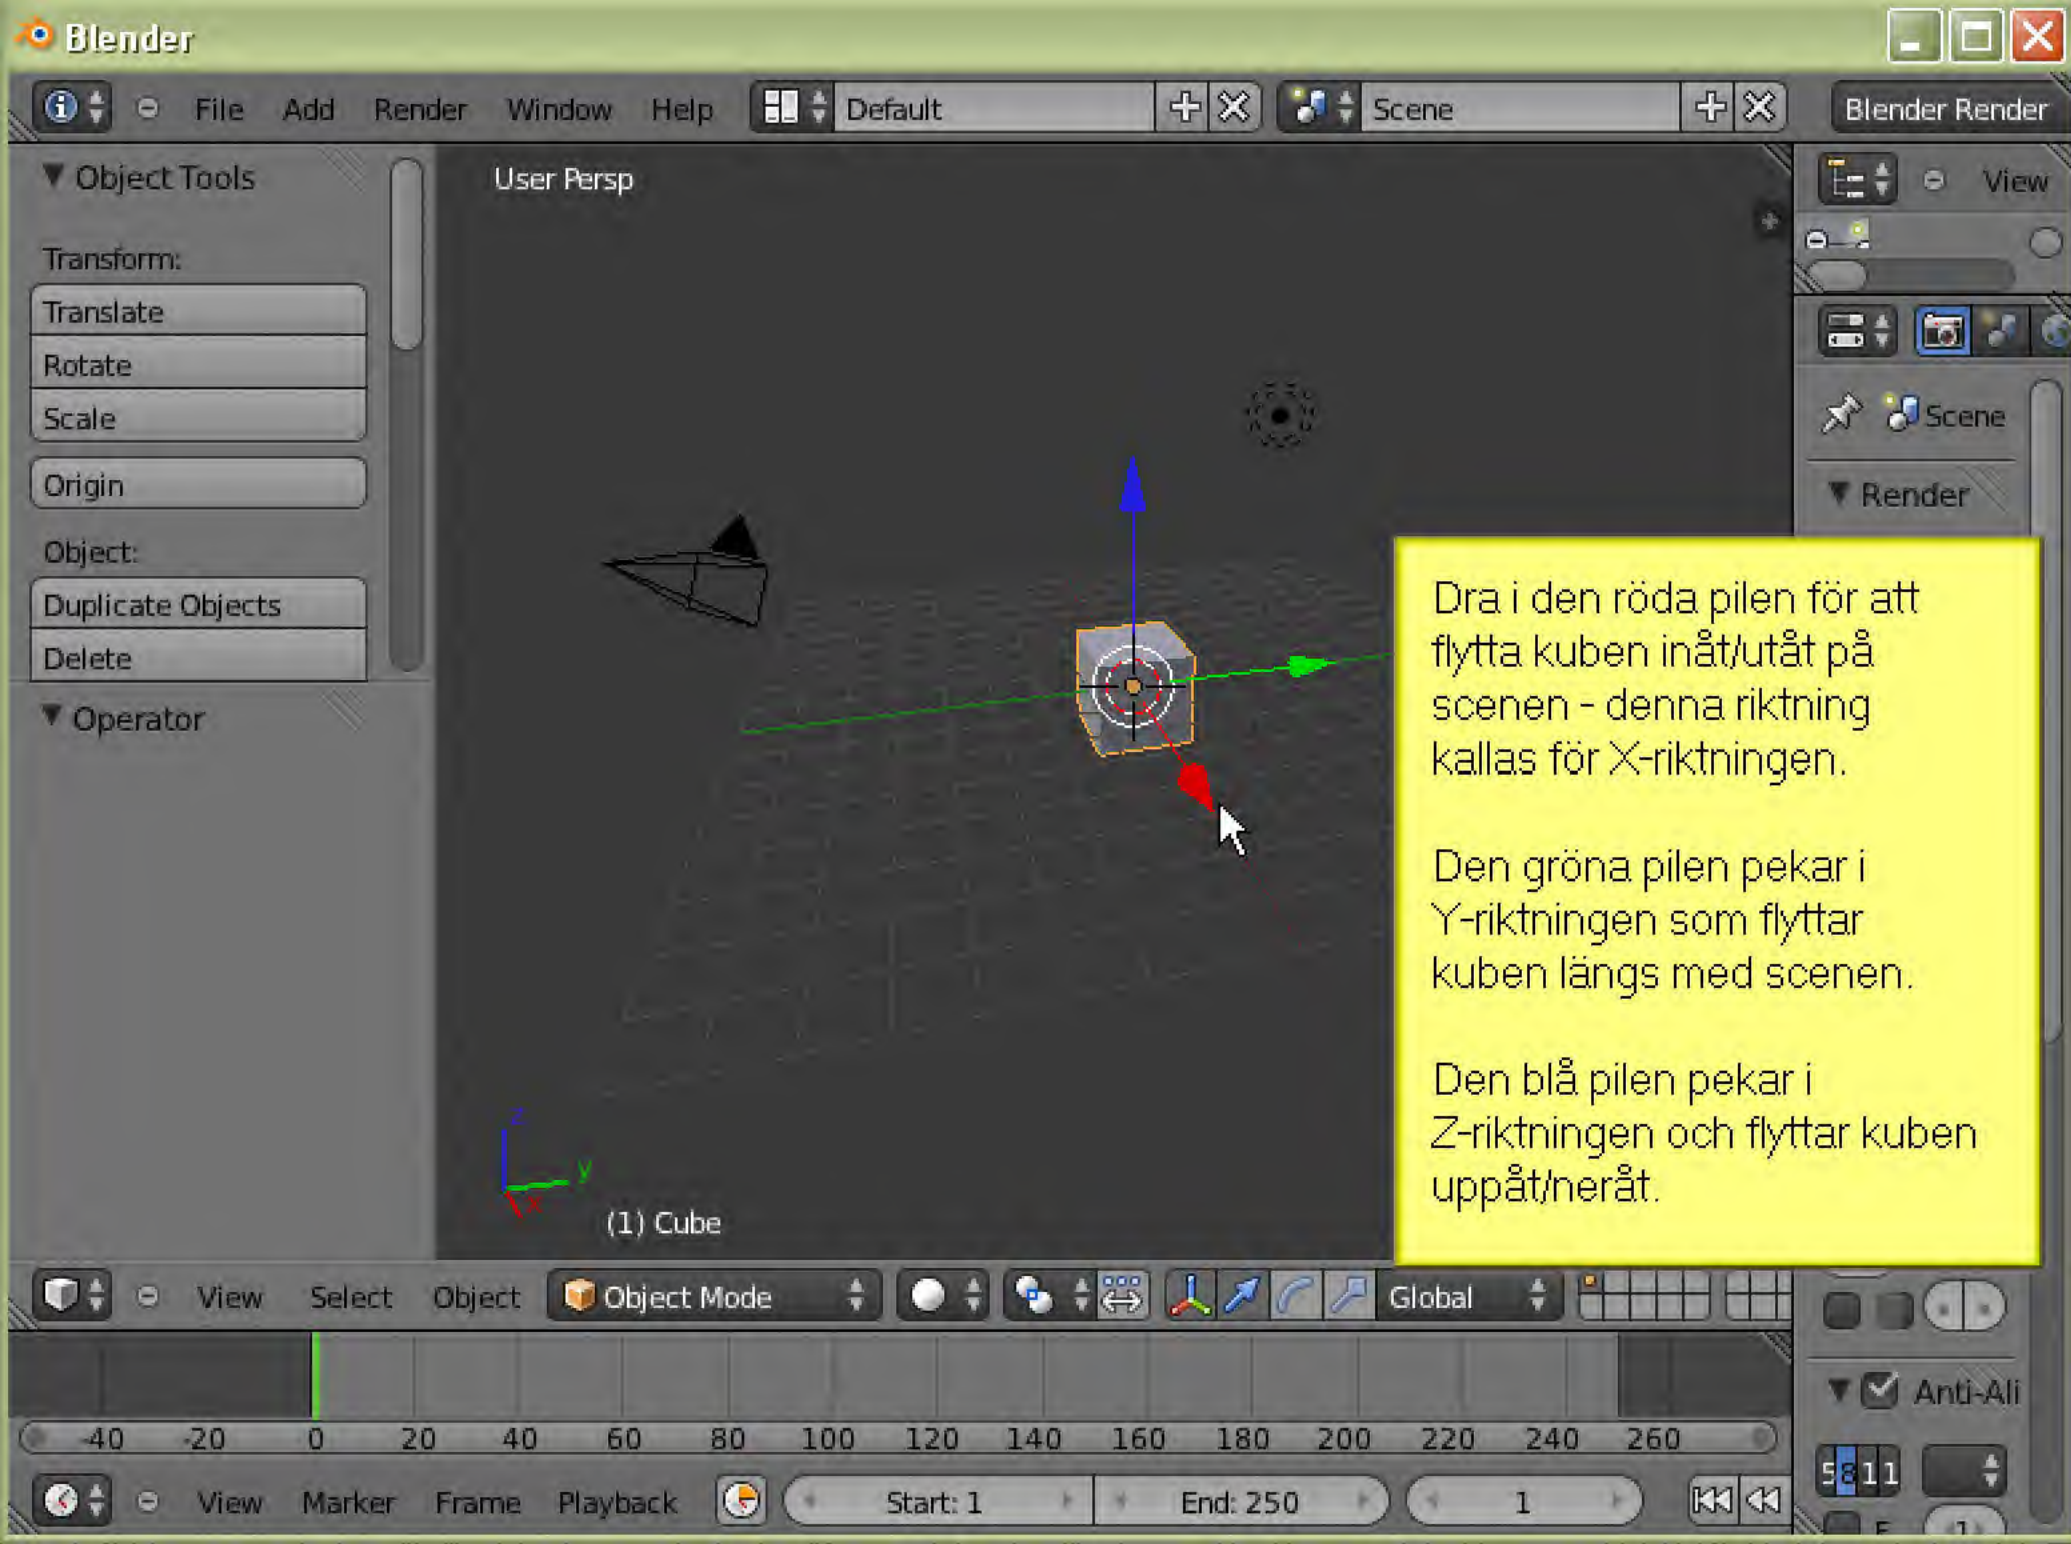 Blender
File Add Render Window Help Default Scene Blender Render
Object Tools
Transform:
Translate
Rotate
Scale
Origin
Object:
Duplicate Objects
Delete
Operator
User Persp
View
Scene
Render
Dra i den röda pilen för att
flytta kuben inåt/utåt på
scenen - denna riktning
kallas för X-riktningen.
Den gröna pilen pekar i
Y-riktningen som flyttar
kuben längs med scenen.
Den blå pilen pekar i
Z-riktningen och flyttar kuben
uppåt/neråt.
z
y
x
(1) Cube
View Select Object Object Mode Global
Anti-Ali
5 8 11
-40 -20 0 20 40 60 80 100 120 140 160 180 200 220 240 260
View Marker Frame Playback Start: 1 End: 250 1